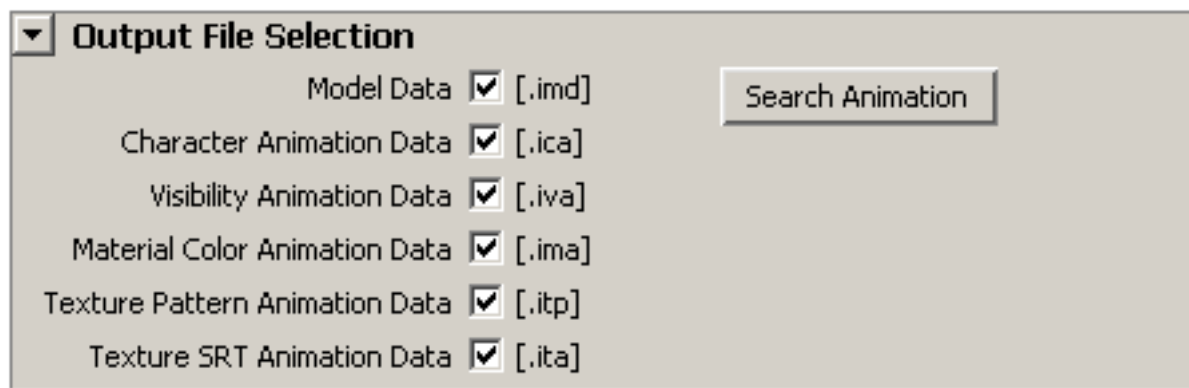 Output File Selection
Model Data [.imd] Search Animation
Character Animation Data [.ica]
Visibility Animation Data [.iva]
Material Color Animation Data [.ima]
Texture Pattern Animation Data [.itp]
Texture SRT Animation Data [.ita]